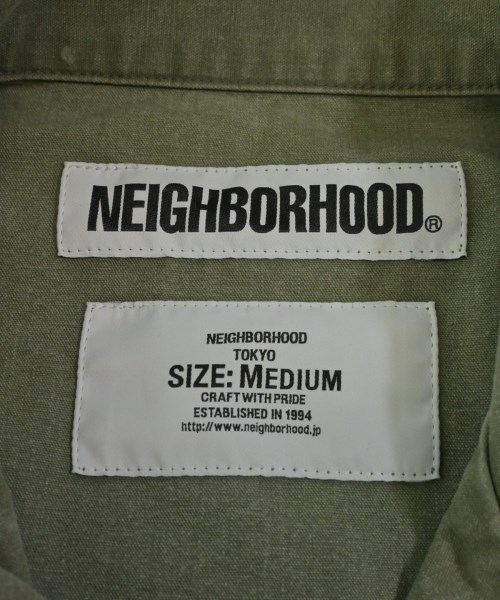 NEIGHBORHOOD®
NEIGHBORHOOD
TOKYO
SIZE: MEDIUM
CRAFT WITH PRIDE
ESTABLISHED IN 1994
http://www.neighborhood.jp